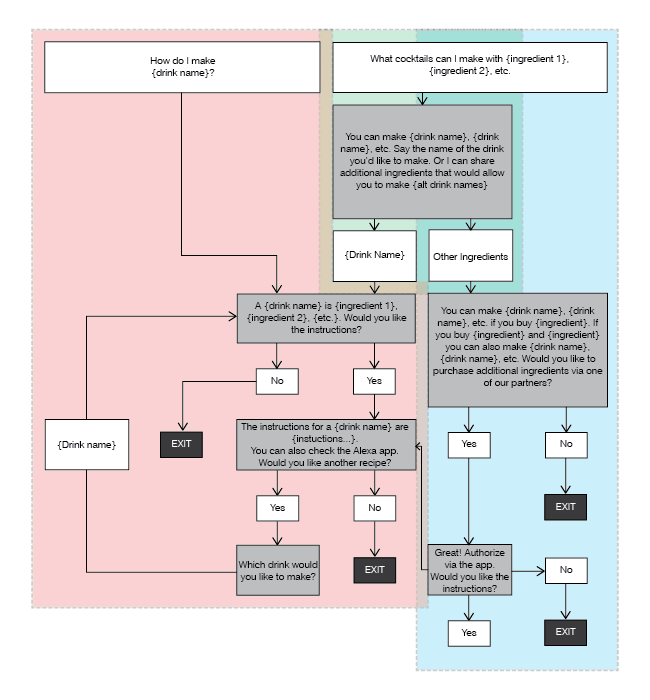 How do I make
{drink name}?
What cocktails can I make with {ingredient 1},
{ingredient 2}, etc.
You can make {drink name}, {drink
name}, etc. Say the name of the drink
you'd like to make. Or I can share
additional ingredients that would allow
you to make {alt drink names}
{Drink Name}
Other Ingredients
A {drink name} is {ingredient 1},
{ingredient 2}, {etc.}. Would you like
the instructions?
You can make {drink name}, {drink
name}, etc. if you buy {ingredient}. If
you buy {ingredient} and {ingredient}
you can also make {drink name},
{drink name}, etc. Would you like to
purchase additional ingredients via one
of our partners?
No
Yes
EXIT
{Drink name}
The instructions for a {drink name} are
{instuctions...}.
You can also check the Alexa app.
Would you like another recipe?
Yes
No
EXIT
Yes
No
EXIT
Which drink would
you like to make?
Great! Authorize
via the app.
Would you like the
instructions?
No
Yes
EXIT